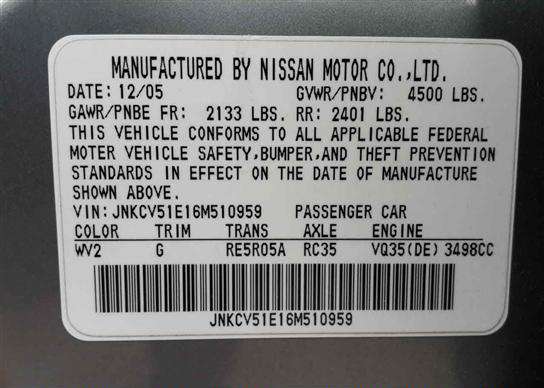 MANUFACTURED BY NISSAN MOTOR CO.,LTD.
DATE: 12/05 GVWR/PNBV: 4500 LBS.
GAWR/PNBE FR: 2133 LBS. RR: 2401 LBS.
THIS VEHICLE CONFORMS TO ALL APPLICABLE FEDERAL
MOTER VEHICLE SAFETY,BUMPER,AND THEFT PREVENTION
STANDARDS IN EFFECT ON THE DATE OF MANUFACTURE
SHOWN ABOVE.
VIN: JNKCV51E16M510959 PASSENGER CAR
COLOR TRIM TRANS AXLE ENGINE
WV2 G RE5R05A RC35 VQ35(DE) 3498CC
JNKCV51E16M510959